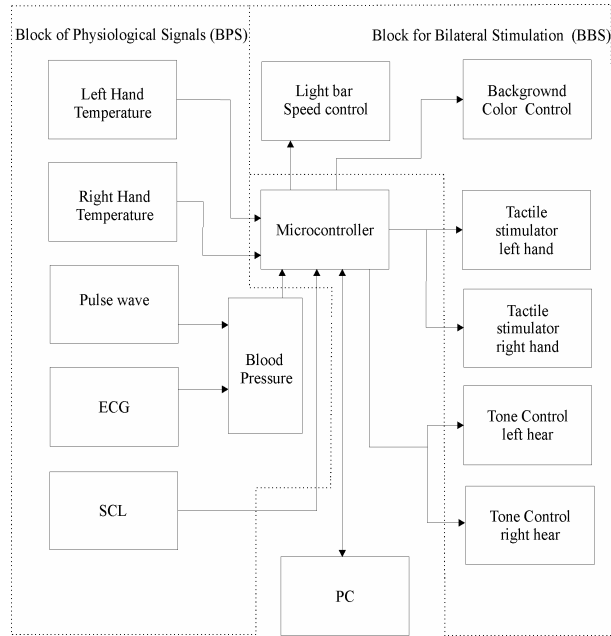 Block of Physiological Signals (BPS)
Block for Bilateral Stimulation (BBS)
Left Hand
Temperature
Light bar
Speed control
Backgrownd
Color Control
Right Hand
Temperature
Microcontroller
Tactile
stimulator
left hand
Pulse wave
Blood
Pressure
Tactile
stimulator
right hand
ECG
Tone Control
left hear
SCL
Tone Control
right hear
PC